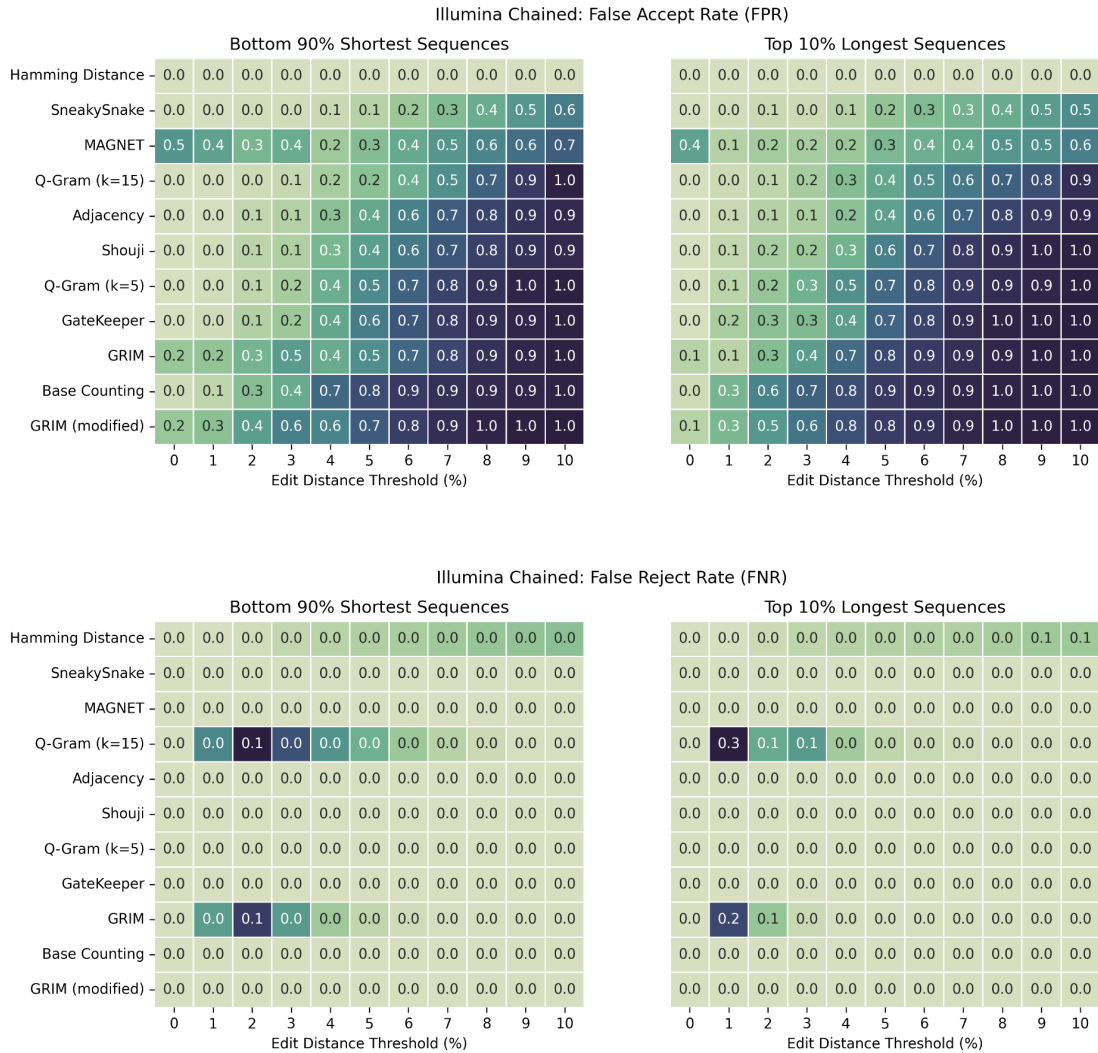 Illumina Chained: False Accept Rate (FPR)
Bottom 90% Shortest Sequences
Top 10% Longest Sequences
Hamming Distance 0.0 0.0 0.0 0.0 0.0 0.0 0.0 0.0 0.0 0.0 0.0 0.0 0.0 0.0 0.0 0.0 0.0 0.0 0.0 0.0 0.0 0.0
SneakySnake 0.0 0.0 0.0 0.0 0.1 0.1 0.2 0.3 0.4 0.5 0.6 0.0 0.0 0.1 0.0 0.1 0.2 0.3 0.3 0.4 0.5 0.5
MAGNET 0.5 0.4 0.3 0.4 0.2 0.3 0.4 0.5 0.6 0.6 0.7 0.4 0.1 0.2 0.2 0.2 0.3 0.4 0.4 0.5 0.5 0.6
Q-Gram (k=15) 0.0 0.0 0.0 0.1 0.2 0.2 0.4 0.5 0.7 0.9 1.0 0.0 0.0 0.1 0.2 0.3 0.4 0.5 0.6 0.7 0.8 0.9
Adjacency 0.0 0.0 0.1 0.1 0.3 0.4 0.6 0.7 0.8 0.9 0.9 0.0 0.1 0.1 0.1 0.2 0.4 0.6 0.7 0.8 0.9 0.9
Shouji 0.0 0.0 0.1 0.1 0.3 0.4 0.6 0.7 0.8 0.9 0.9 0.0 0.1 0.2 0.2 0.3 0.6 0.7 0.8 0.9 1.0 1.0
Q-Gram (k=5) 0.0 0.0 0.1 0.2 0.4 0.5 0.7 0.8 0.9 1.0 1.0 0.0 0.1 0.2 0.3 0.5 0.7 0.8 0.9 0.9 0.9 1.0
GateKeeper 0.0 0.0 0.1 0.2 0.4 0.6 0.7 0.8 0.9 0.9 1.0 0.0 0.2 0.3 0.3 0.4 0.7 0.8 0.9 1.0 1.0 1.0
GRIM 0.2 0.2 0.3 0.5 0.4 0.5 0.7 0.8 0.9 0.9 1.0 0.1 0.1 0.3 0.4 0.7 0.8 0.9 0.9 0.9 1.0 1.0
Base Counting 0.0 0.1 0.3 0.4 0.7 0.8 0.9 0.9 0.9 0.9 1.0 0.0 0.3 0.6 0.7 0.8 0.9 0.9 0.9 1.0 1.0 1.0
GRIM (modified) 0.2 0.3 0.4 0.6 0.6 0.7 0.8 0.9 1.0 1.0 1.0 0.1 0.3 0.5 0.6 0.8 0.8 0.9 0.9 1.0 1.0 1.0
0 1 2 3 4 5 6 7 8 9 10 0 1 2 3 4 5 6 7 8 9 10
Edit Distance Threshold (%)
Edit Distance Threshold (%)
Illumina Chained: False Reject Rate (FNR)
Bottom 90% Shortest Sequences
Top 10% Longest Sequences
Hamming Distance 0.0 0.0 0.0 0.0 0.0 0.0 0.0 0.0 0.0 0.0 0.0 0.0 0.0 0.0 0.0 0.0 0.0 0.0 0.0 0.0 0.1 0.1
SneakySnake 0.0 0.0 0.0 0.0 0.0 0.0 0.0 0.0 0.0 0.0 0.0 0.0 0.0 0.0 0.0 0.0 0.0 0.0 0.0 0.0 0.0 0.0
MAGNET 0.0 0.0 0.0 0.0 0.0 0.0 0.0 0.0 0.0 0.0 0.0 0.0 0.0 0.0 0.0 0.0 0.0 0.0 0.0 0.0 0.0 0.0
Q-Gram (k=15) 0.0 0.0 0.1 0.0 0.0 0.0 0.0 0.0 0.0 0.0 0.0 0.0 0.3 0.1 0.1 0.0 0.0 0.0 0.0 0.0 0.0 0.0
Adjacency 0.0 0.0 0.0 0.0 0.0 0.0 0.0 0.0 0.0 0.0 0.0 0.0 0.0 0.0 0.0 0.0 0.0 0.0 0.0 0.0 0.0 0.0
Shouji 0.0 0.0 0.0 0.0 0.0 0.0 0.0 0.0 0.0 0.0 0.0 0.0 0.0 0.0 0.0 0.0 0.0 0.0 0.0 0.0 0.0 0.0
Q-Gram (k=5) 0.0 0.0 0.0 0.0 0.0 0.0 0.0 0.0 0.0 0.0 0.0 0.0 0.0 0.0 0.0 0.0 0.0 0.0 0.0 0.0 0.0 0.0
GateKeeper 0.0 0.0 0.0 0.0 0.0 0.0 0.0 0.0 0.0 0.0 0.0 0.0 0.0 0.0 0.0 0.0 0.0 0.0 0.0 0.0 0.0 0.0
GRIM 0.0 0.0 0.1 0.0 0.0 0.0 0.0 0.0 0.0 0.0 0.0 0.0 0.2 0.1 0.0 0.0 0.0 0.0 0.0 0.0 0.0 0.0
Base Counting 0.0 0.0 0.0 0.0 0.0 0.0 0.0 0.0 0.0 0.0 0.0 0.0 0.0 0.0 0.0 0.0 0.0 0.0 0.0 0.0 0.0 0.0
GRIM (modified) 0.0 0.0 0.0 0.0 0.0 0.0 0.0 0.0 0.0 0.0 0.0 0.0 0.0 0.0 0.0 0.0 0.0 0.0 0.0 0.0 0.0 0.0
0 1 2 3 4 5 6 7 8 9 10 0 1 2 3 4 5 6 7 8 9 10
Edit Distance Threshold (%)
Edit Distance Threshold (%)